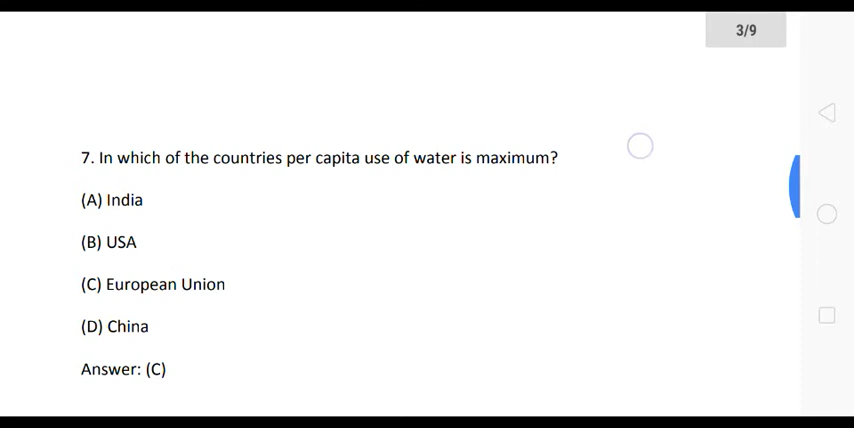 3/9
7. In which of the countries per capita use of water is maximum?
(A) India
(B) USA
(C) European Union
(D) China
Answer: (C)